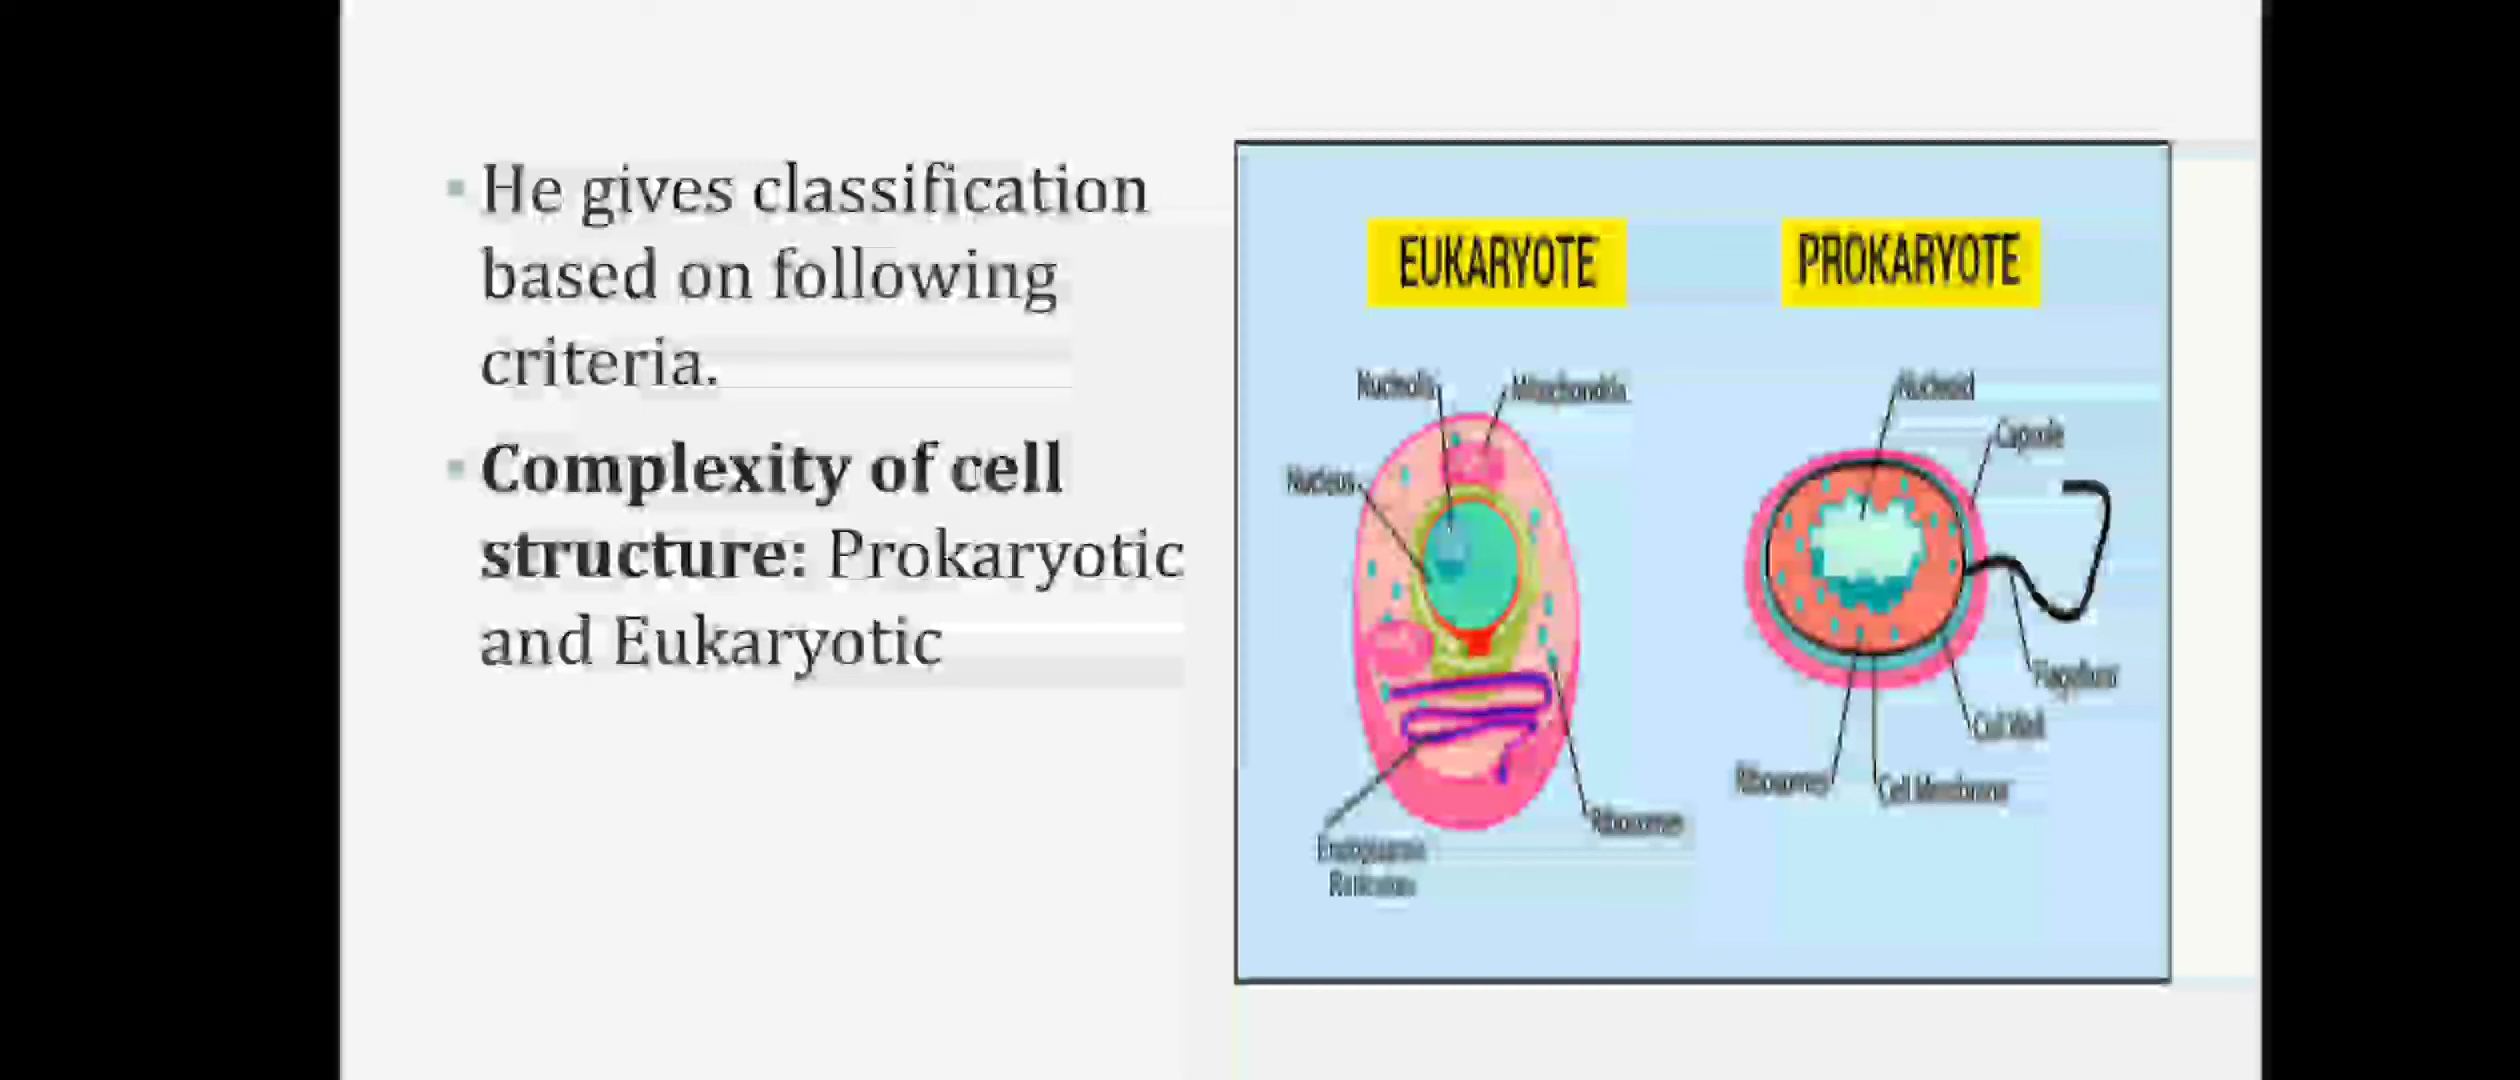 He gives classification
based on following
criteria.
Complexity of cell
structure: Prokaryotic
and Eukaryotic
EUKARYOTE
PROKARYOTE
Mitochondria
Nucleoid
Capsule
Nucleus
Flagellum
Cell Wall
Ribosomes
Cell Membrane
Ribosomes